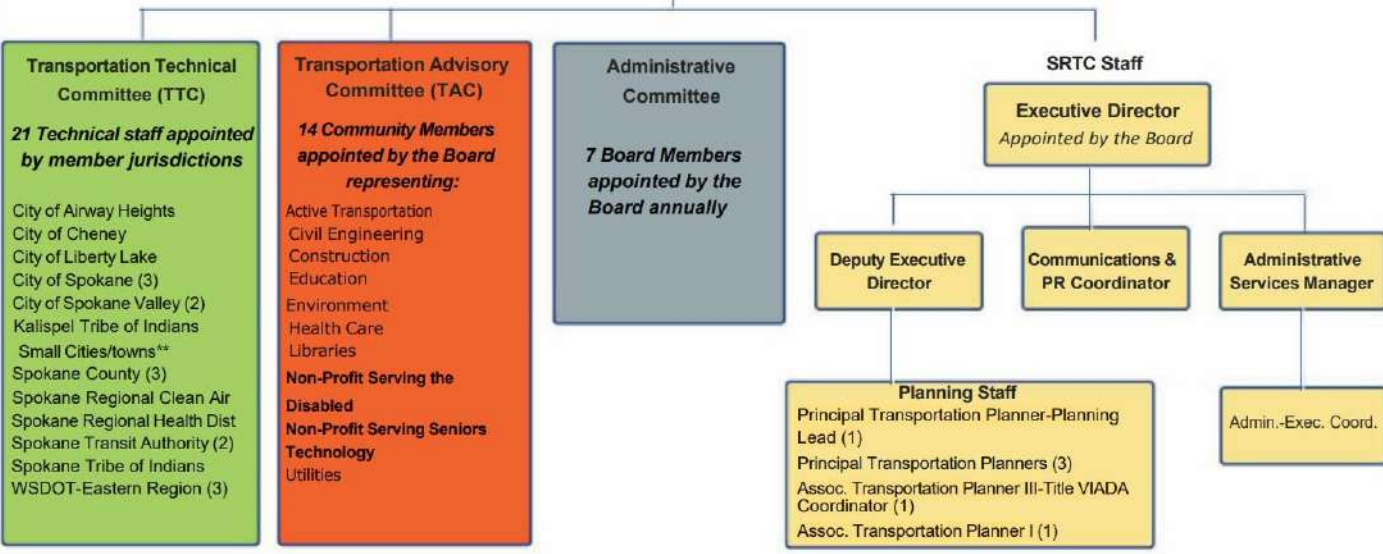 Transportation Technical
Committee (TTC)
21 Technical staff appointed
by member jurisdictions
City of Airway Heights
City of Cheney
City of Liberty Lake
City of Spokane (3)
City of Spokane Valley (2)
Kalispel Tribe of Indians
Small Cities/towns**
Spokane County (3)
Spokane Regional Clean Air
Spokane Regional Health Dist
Spokane Transit Authority (2)
Spokane Tribe of Indians
WSDOT-Eastern Region (3)
Transportation Advisory
Committee (TAC)
14 Community Members
appointed by the Board
representing:
Active Transportation
Civil Engineering
Construction
Education
Environment
Health Care
Libraries
Non-Profit Serving the
Disabled
Non-Profit Serving Seniors
Technology
Utilities
Administrative
Committee
7 Board Members
appointed by the
Board annually
SRTC Staff
Executive Director
Appointed by the Board
Deputy Executive
Director
Communications &
PR Coordinator
Administrative
Services Manager
Planning Staff
Principal Transportation Planner-Planning
Lead (1)
Principal Transportation Planners (3)
Assoc. Transportation Planner III-Title VIADA
Coordinator (1)
Assoc. Transportation Planner I (1)
Admin.-Exec. Coord.